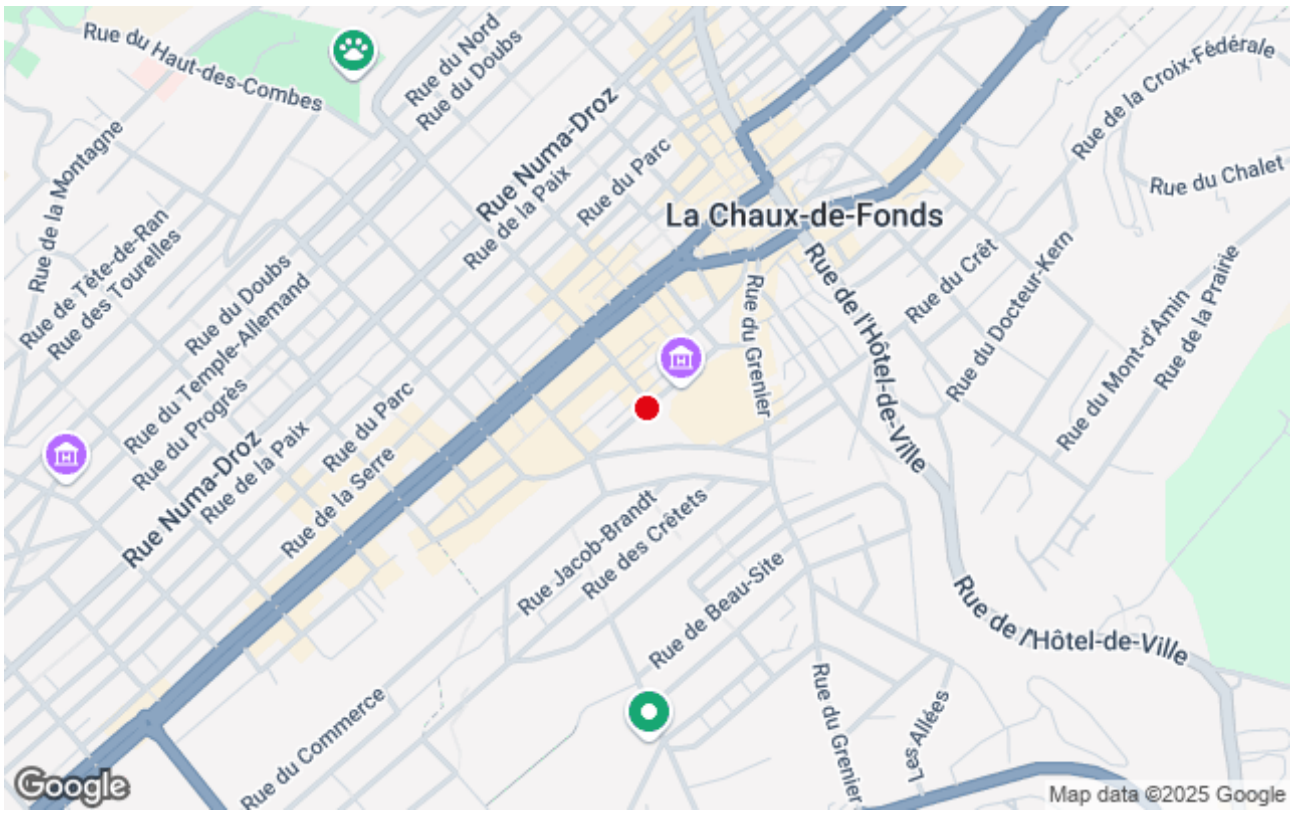 Rue du Haut-des-Combes
Rue du Nord
Rue du Doubs
Rue Numa-Droz
Rue de la Paix
Rue du Parc
Rue de la Croix-Fédérale
Rue du Chalet
La Chaux-de-Fonds
Rue de la Montagne
Rue de Tête-de-Ran
Rue des Tourelles
Rue du Doubs
Rue du Temple-Allemand
Rue du Progrès
Rue Numa-Droz
Rue de la Paix
Rue du Parc
Rue de la Serre
Rue du Grenier
Rue de l'Hôtel-de-Ville
Rue du Crêt
Rue du Docteur-Kern
Rue du Mont-d'Amin
Rue de la Prairie
Rue Jacob-Brandt
Rue des Crêtets
Rue de Beau-Site
Rue de l'Hôtel-de-Ville
Rue du Commerce
Rue du Grenier
Les Allées
Google
Map data ©2025 Google